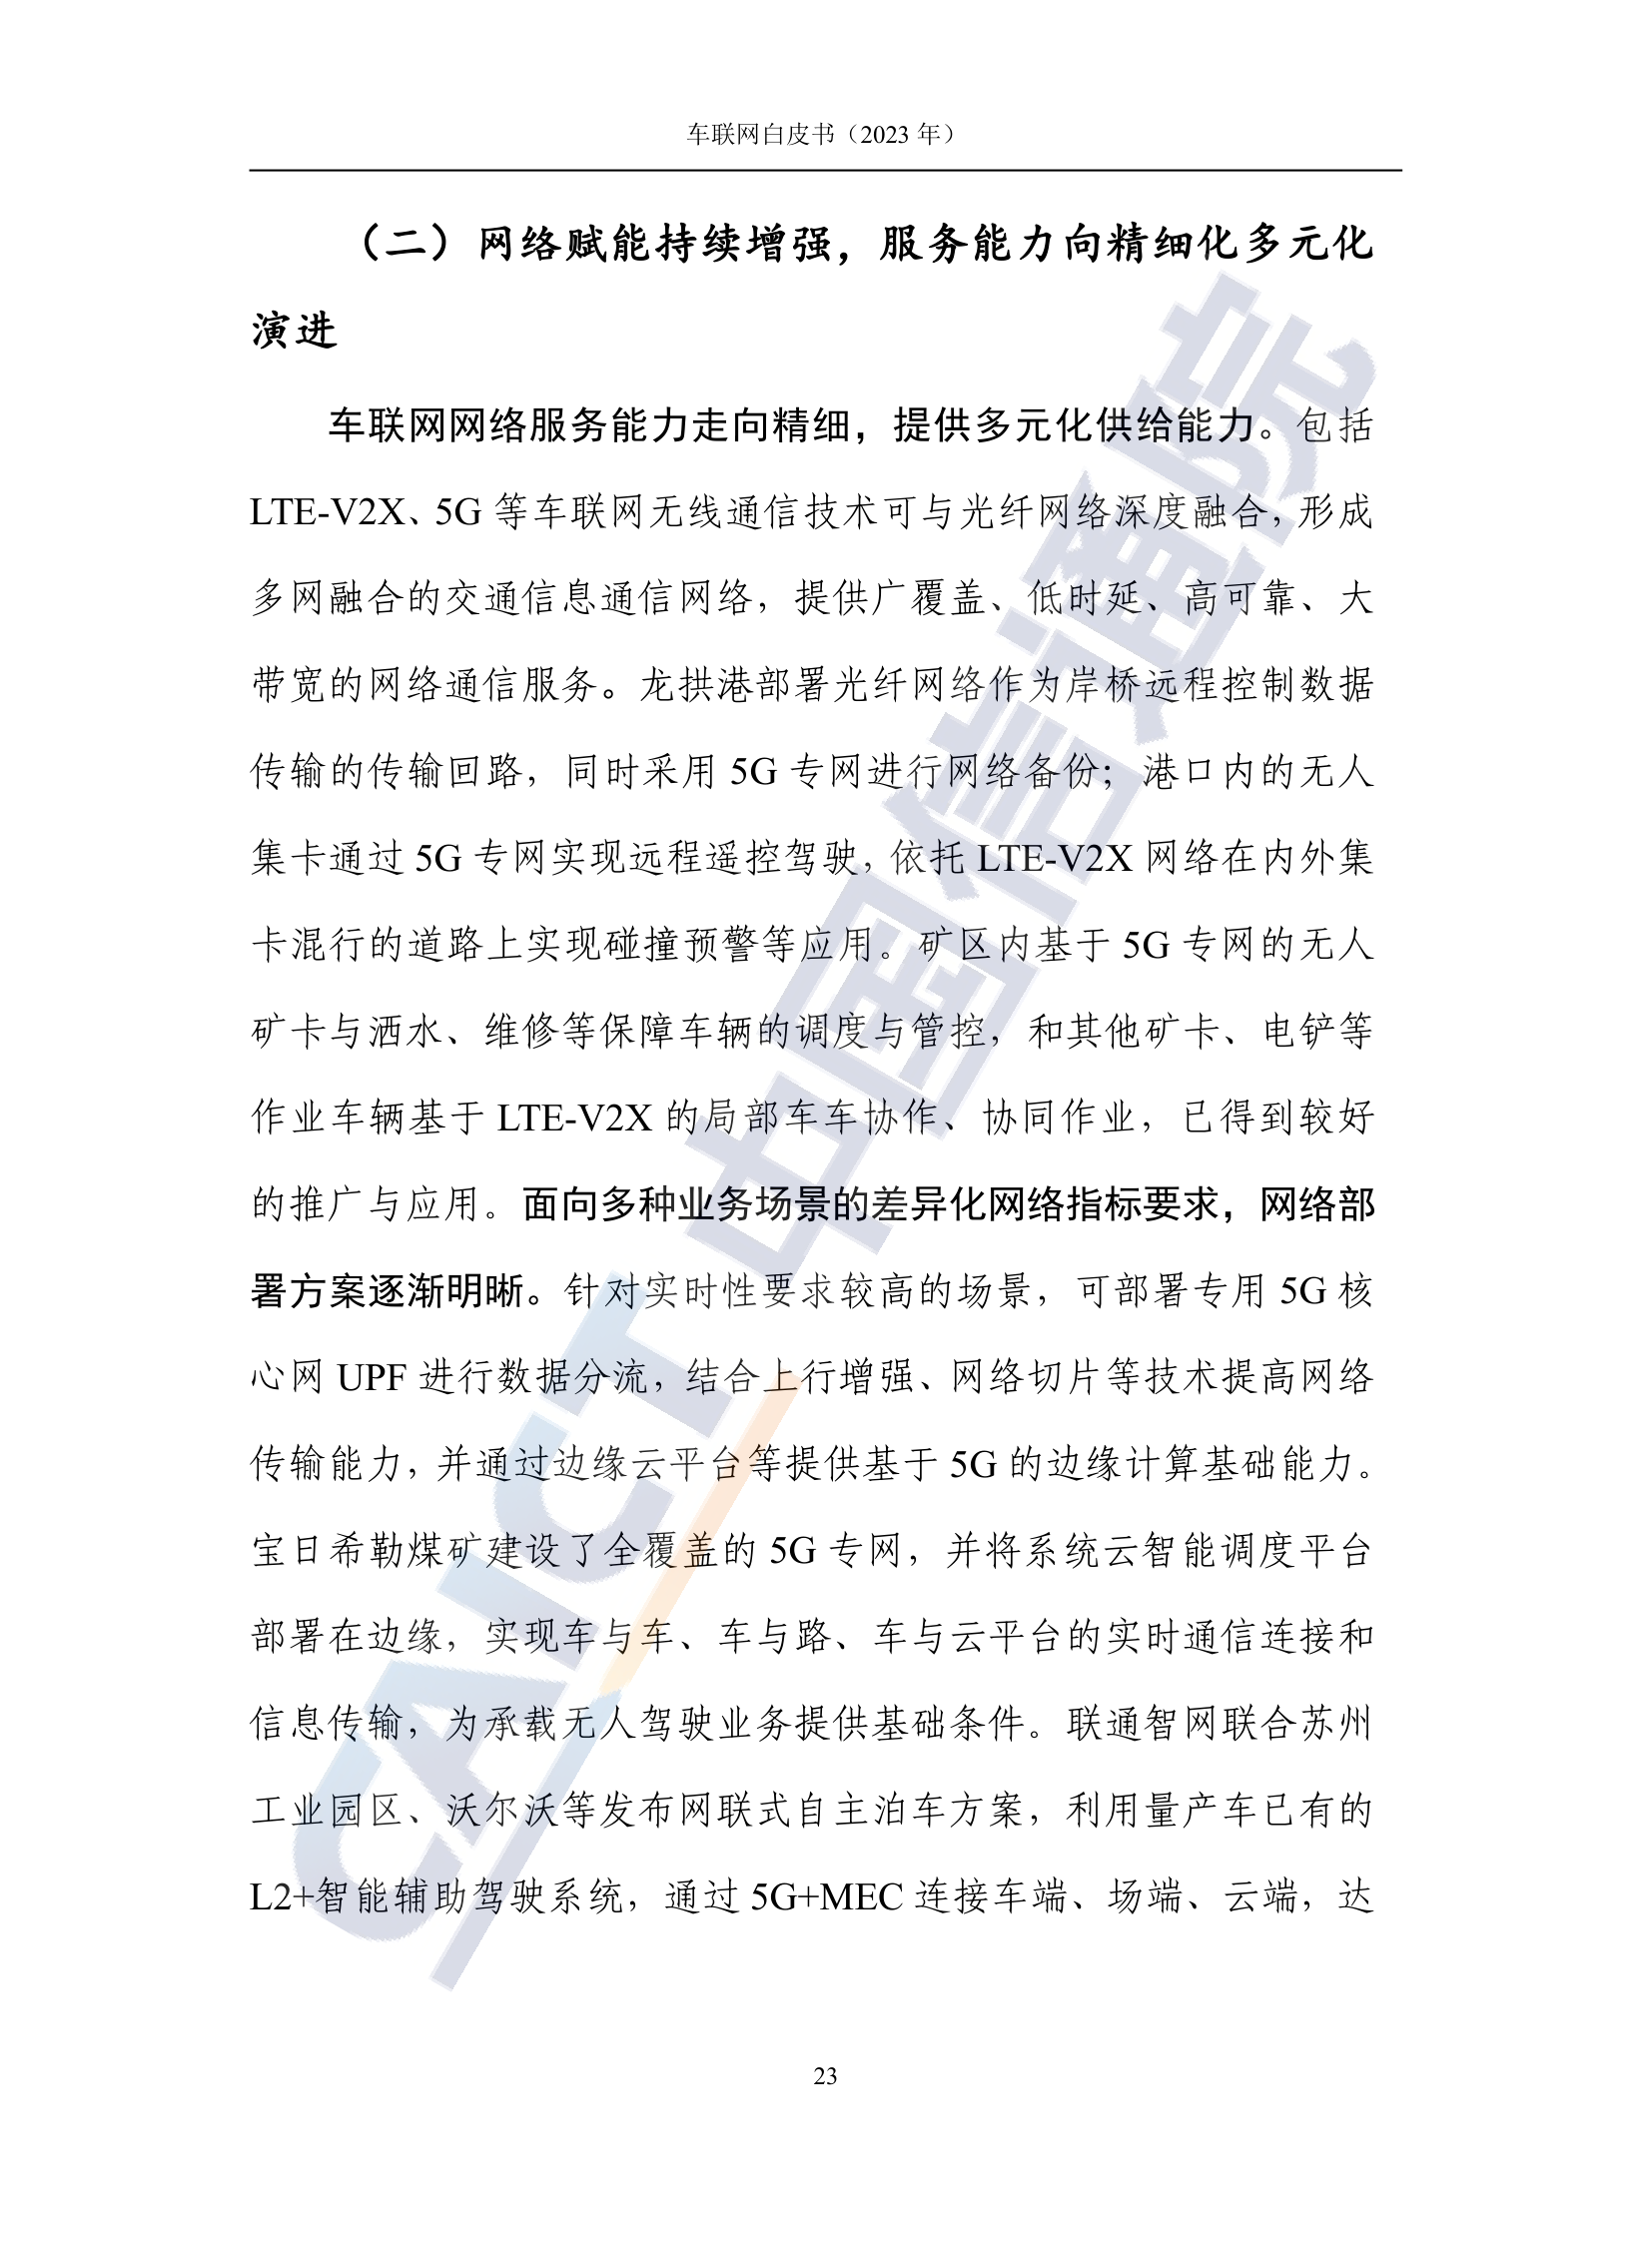 车联网白皮书（2023 年）
（二）网络赋能持续增强，服务能力向精细化多元化
演进
车联网网络服务能力走向精细，提供多元化供给能力。包括
LTE-V2X、5G 等车联网无线通信技术可与光纤网络深度融合，形成
多网融合的交通信息通信网络，提供广覆盖、低时延、高可靠、大
带宽的网络通信服务。龙拱港部署光纤网络作为岸桥远程控制数据
传输的传输回路，同时采用 5G 专网进行网络备份；港口内的无人
集卡通过 5G 专网实现远程遥控驾驶，依托 LTE-V2X 网络在内外集
卡混行的道路上实现碰撞预警等应用。矿区内基于 5G 专网的无人
矿卡与洒水、维修等保障车辆的调度与管控，和其他矿卡、电铲等
作业车辆基于 LTE-V2X 的局部车车协作、协同作业，已得到较好
的推广与应用。面向多种业务场景的差异化网络指标要求，网络部
署方案逐渐明晰。针对实时性要求较高的场景，可部署专用 5G 核
心网 UPF 进行数据分流，结合上行增强、网络切片等技术提高网络
传输能力，并通过边缘云平台等提供基于 5G 的边缘计算基础能力。
宝日希勒煤矿建设了全覆盖的 5G 专网，并将系统云智能调度平台
部署在边缘，实现车与车、车与路、车与云平台的实时通信连接和
信息传输，为承载无人驾驶业务提供基础条件。联通智网联合苏州
工业园区、沃尔沃等发布网联式自主泊车方案，利用量产车已有的
L2+智能辅助驾驶系统，通过 5G+MEC 连接车端、场端、云端，达
CAICT 中国信通院
23